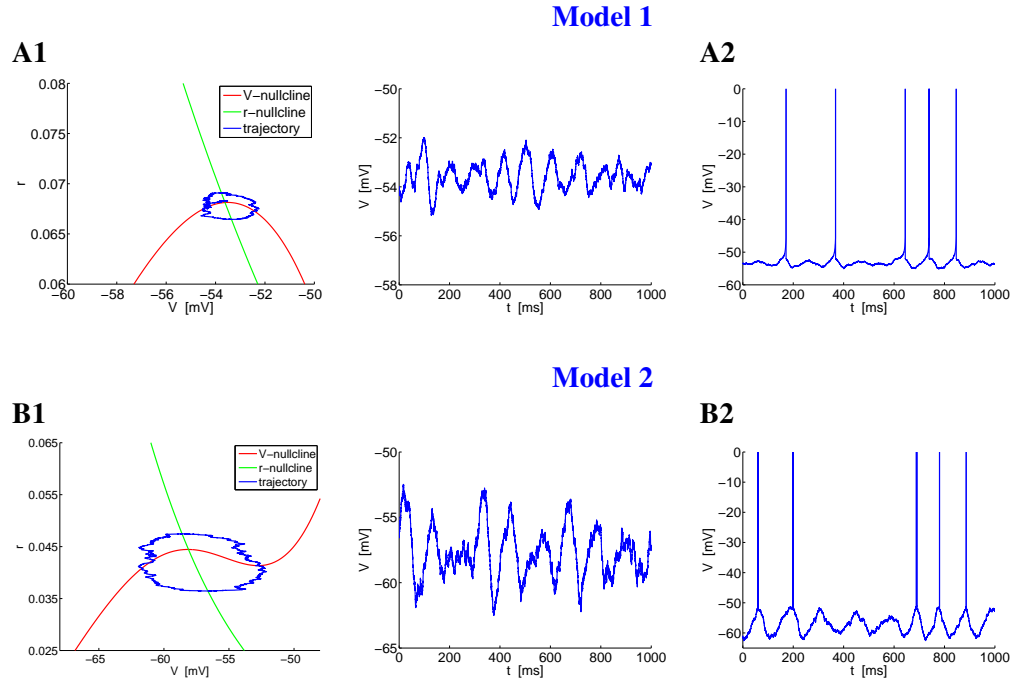 Model 1
A1
A2
0.08
0.075
0.07
0.065
0.06
r
−60
−58
−56
−54
−52
−50
V [mV]
V−nullcline
r−nullcline
trajectory
−50
−52
−54
−56
−58
V [mV]
0
200
400
600
800
1000
t [ms]
0
−10
−20
−30
−40
−50
−60
V [mV]
0
200
400
600
800
1000
t [ms]
Model 2
B1
B2
0.065
0.055
0.045
0.035
0.025
r
−65
−60
−55
−50
V [mV]
V−nullcline
r−nullcline
trajectory
−50
−55
−60
−65
V [mV]
0
200
400
600
800
1000
t [ms]
0
−10
−20
−30
−40
−50
−60
V [mV]
0
200
400
600
800
1000
t [ms]